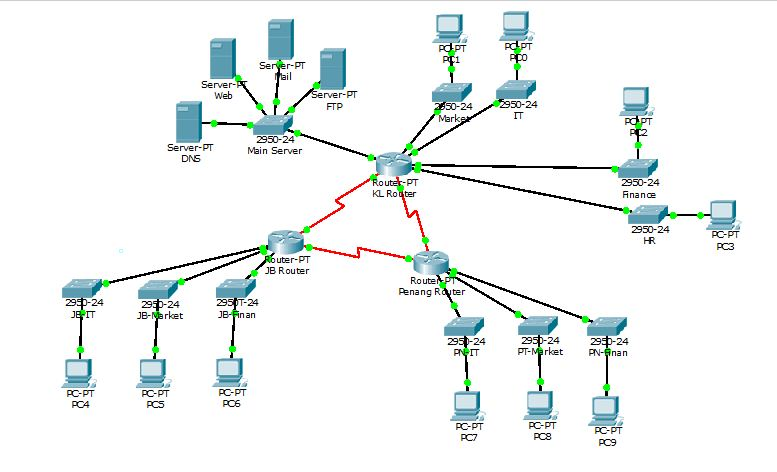 PC-PT
PC1
PC-PT
PC0
Server-PT
Mail
Server-PT
Web
Server-PT
FTP
2950-24
Market
2950-24
IT
PC-PT
PC2
Server-PT
DNS
2950-24
Main Server
2950-24
Finance
Router-PT
KL Router
2950-24
HR
PC-PT
PC3
Router-PT
JB Router
Router-PT
Penang Router
2950-24
JB-IT
2950-24
JB-Market
2950T-24
JB-Finan
2950-24
PN-IT
2950-24
PT-Market
2950-24
PN-Finan
PC-PT
PC4
PC-PT
PC5
PC-PT
PC6
PC-PT
PC7
PC-PT
PC8
PC-PT
PC9